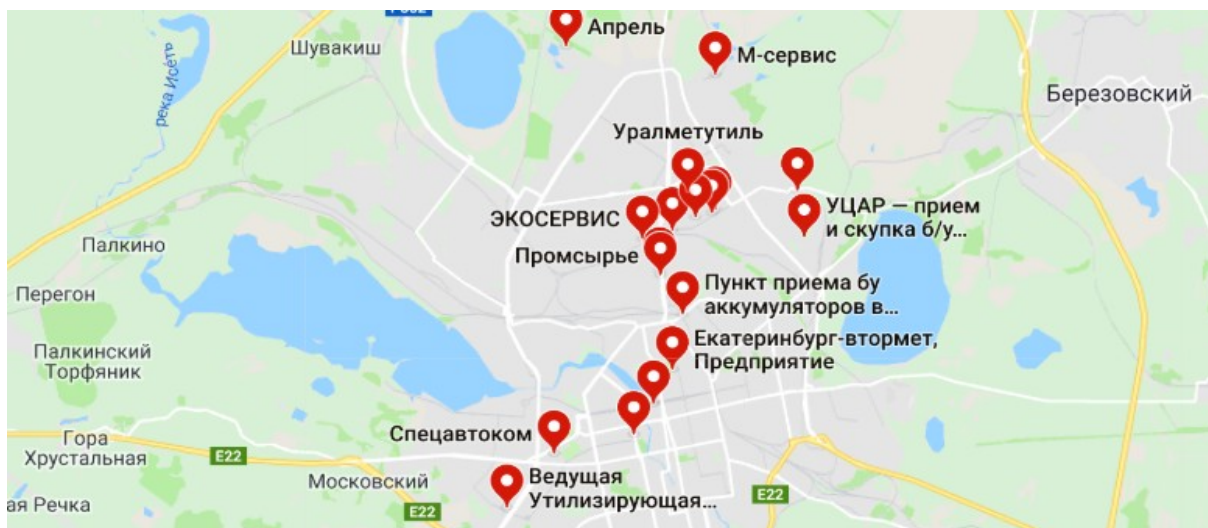 Апрель
Шувакиш
М-сервис
река Исеть
Березовский
Уралметутиль
ЭКОСЕРВИС
УЦАР — прием
и скупка б/у...
Палкино
Промсырье
Пункт приема бу
аккумуляторов в...
Перегон
Екатеринбург-втормет,
Предприятие
Палкинский
Торфяник
Спецавтоком
Гора
Хрустальная
E22
Московский
Ведущая
Утилизирующая...
E22
E22
ая Речка